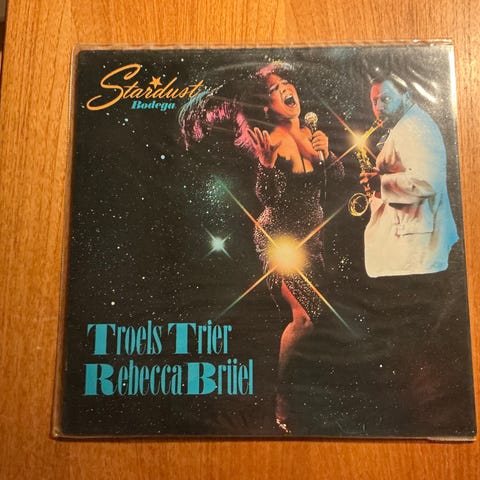 Stardust
Bodega
Troels Trier
Rebecca Brüel